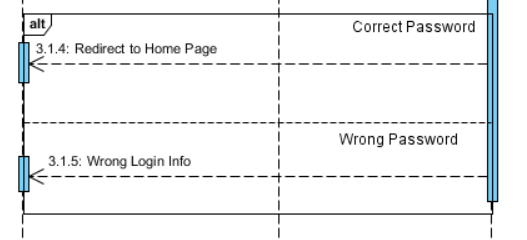 alt
Correct Password
3.1.4: Redirect to Home Page
Wrong Password
3.1.5: Wrong Login Info